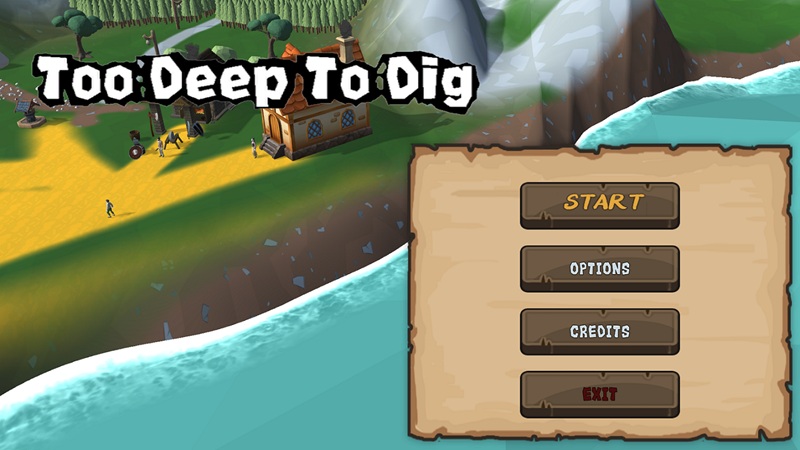 Too Deep To Dig
START
OPTIONS
CREDITS
EXIT